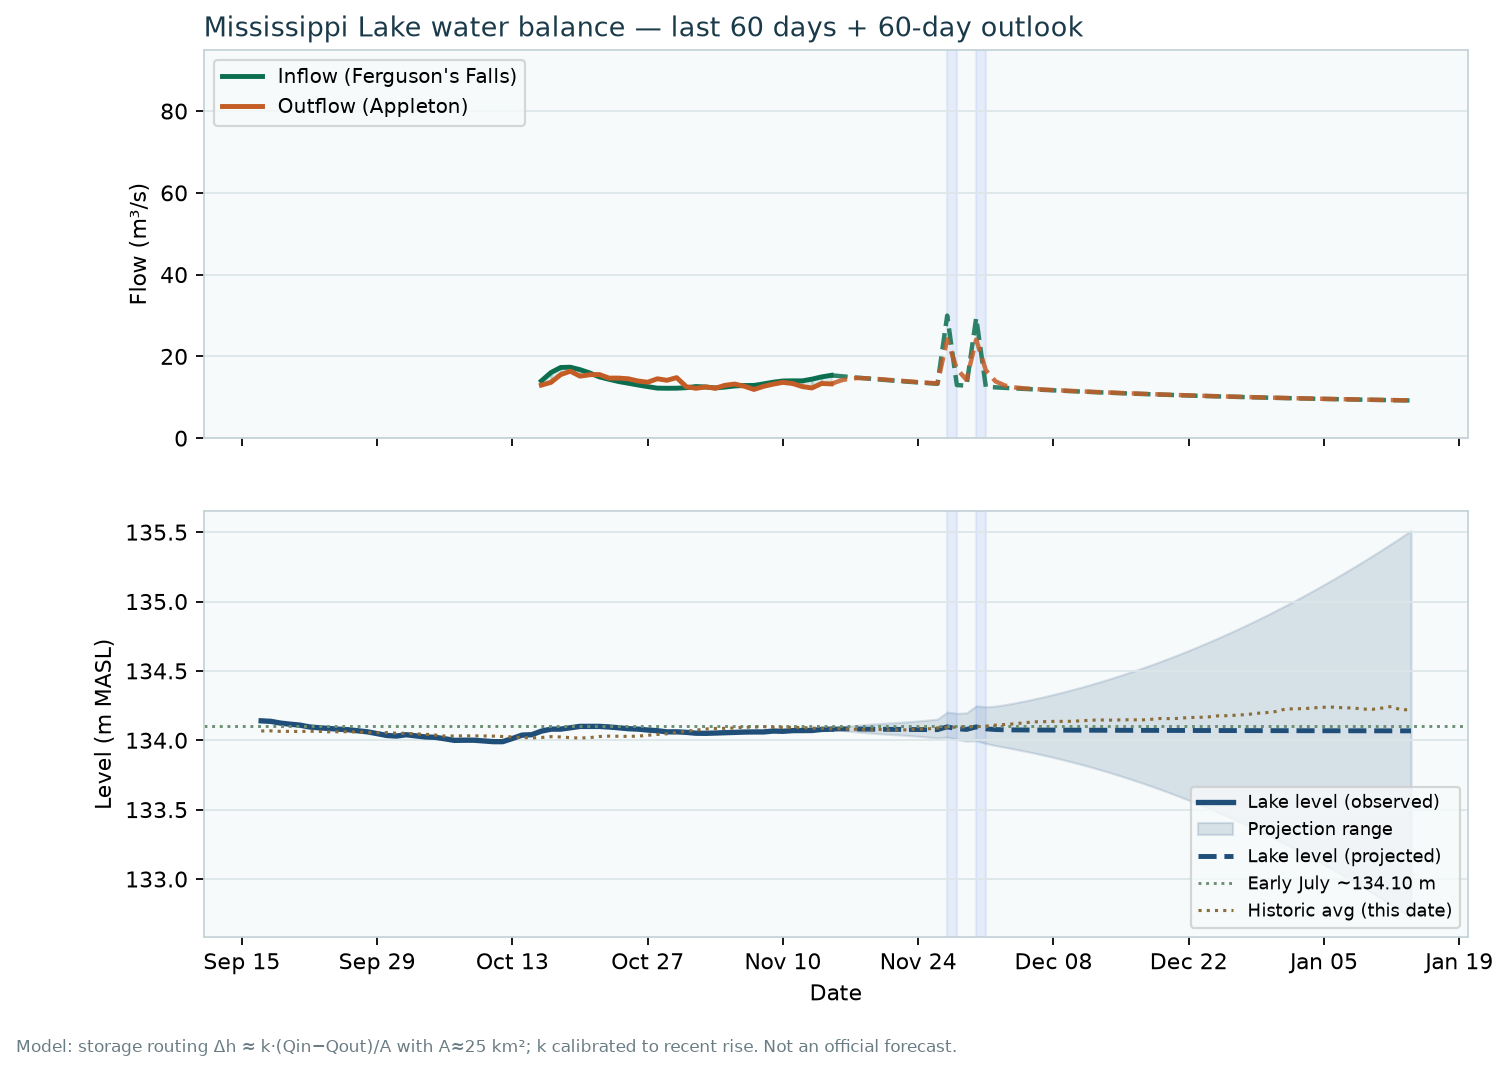 Mississippi Lake water balance — last 60 days + 60-day outlook
Inflow (Ferguson's Falls)
Outflow (Appleton)
Flow (m³/s)
80
60
40
20
0
Level (m MASL)
135.5
135.0
134.5
134.0
133.5
133.0
Lake level (observed)
Projection range
Lake level (projected)
Early July ~134.10 m
Historic avg (this date)
Sep 15 Sep 29 Oct 13 Oct 27 Nov 10 Nov 24 Dec 08 Dec 22 Jan 05 Jan 19
Date
Model: storage routing Δh ≈ k·(Qin−Qout)/A with A≈25 km²; k calibrated to recent rise. Not an official forecast.